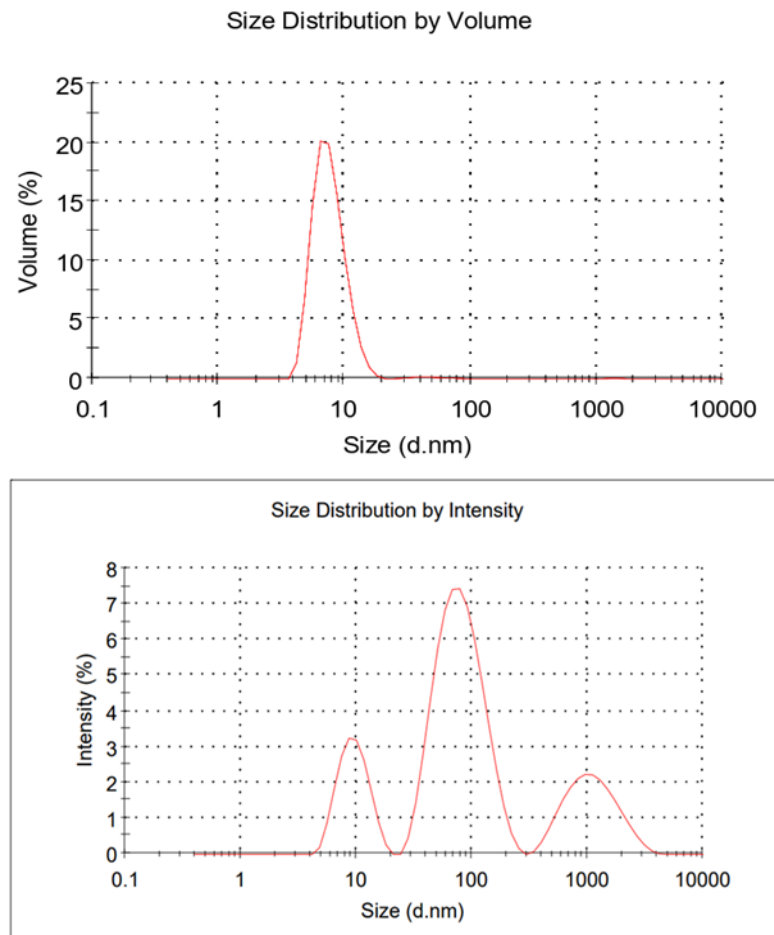 Size Distribution by Volume
25
20
15
10
5
0
Volume (%)
0.1 1 10 100 1000 10000
Size (d.nm)
Size Distribution by Intensity
8
7
6
5
4
3
2
1
0
Intensity (%)
0.1 1 10 100 1000 10000
Size (d.nm)